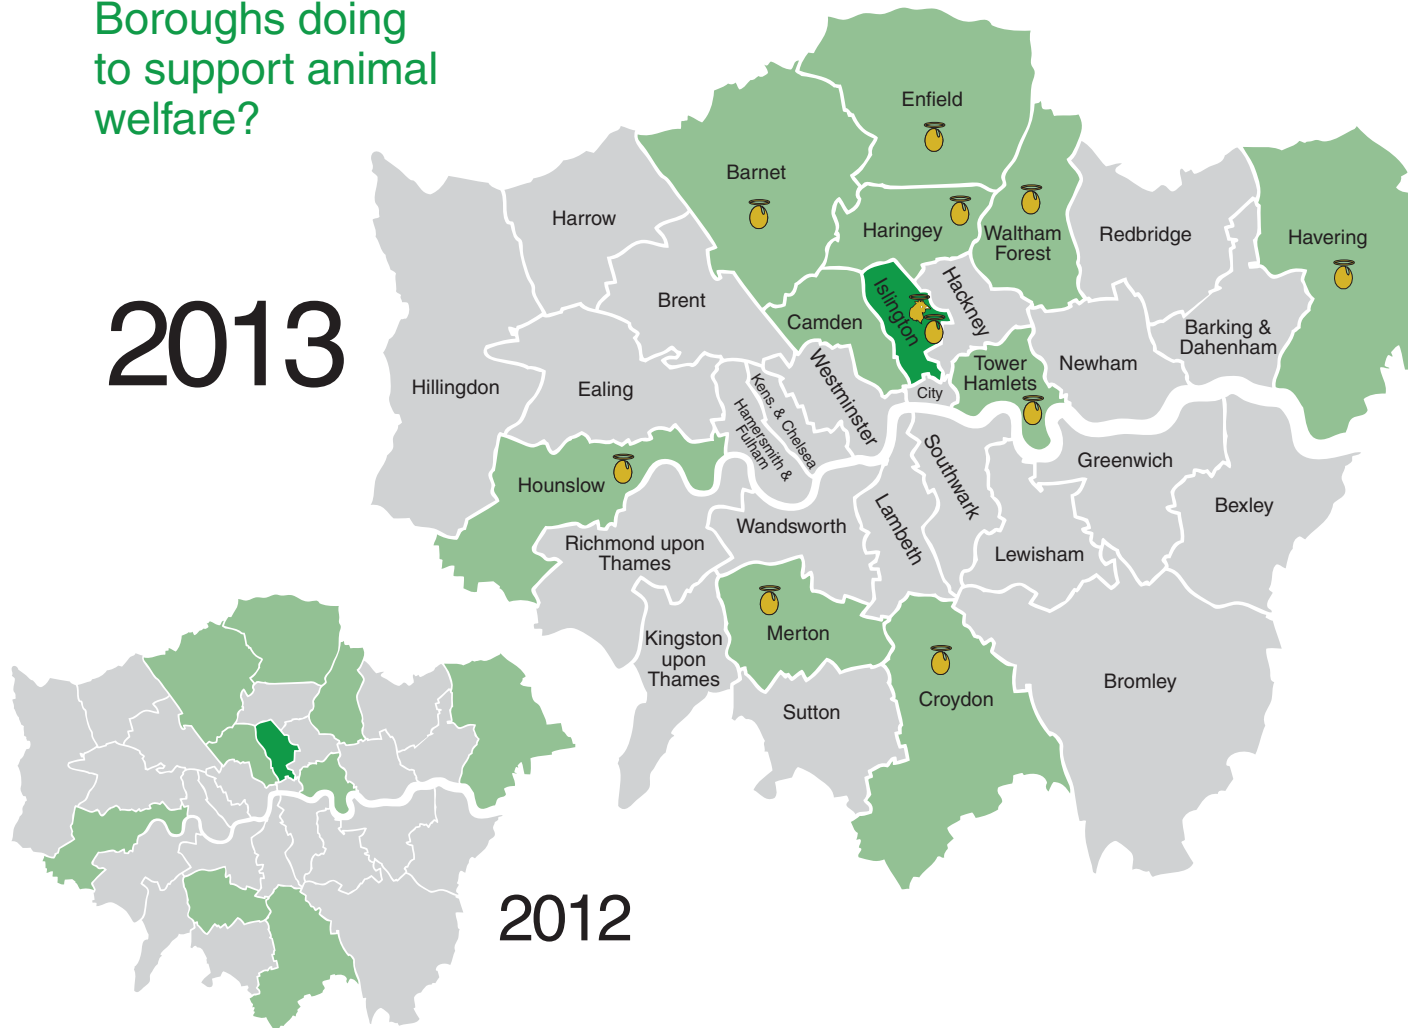 Boroughs doing
to support animal
welfare?
2013
Enfield
Barnet
Harrow
Haringey
Waltham
Forest
Redbridge
Havering
Hackney
Islington
Brent
Camden
Barking &
Dahenham
Hillingdon
Ealing
Westminster
City
Tower
Hamlets
Newham
Kens. & Chelsea
Hamersmith &
Fulham
Hounslow
Southwark
Greenwich
Bexley
Richmond upon
Thames
Wandsworth
Lambeth
Lewisham
Kingston
upon
Thames
Merton
Sutton
Croydon
Bromley
2012